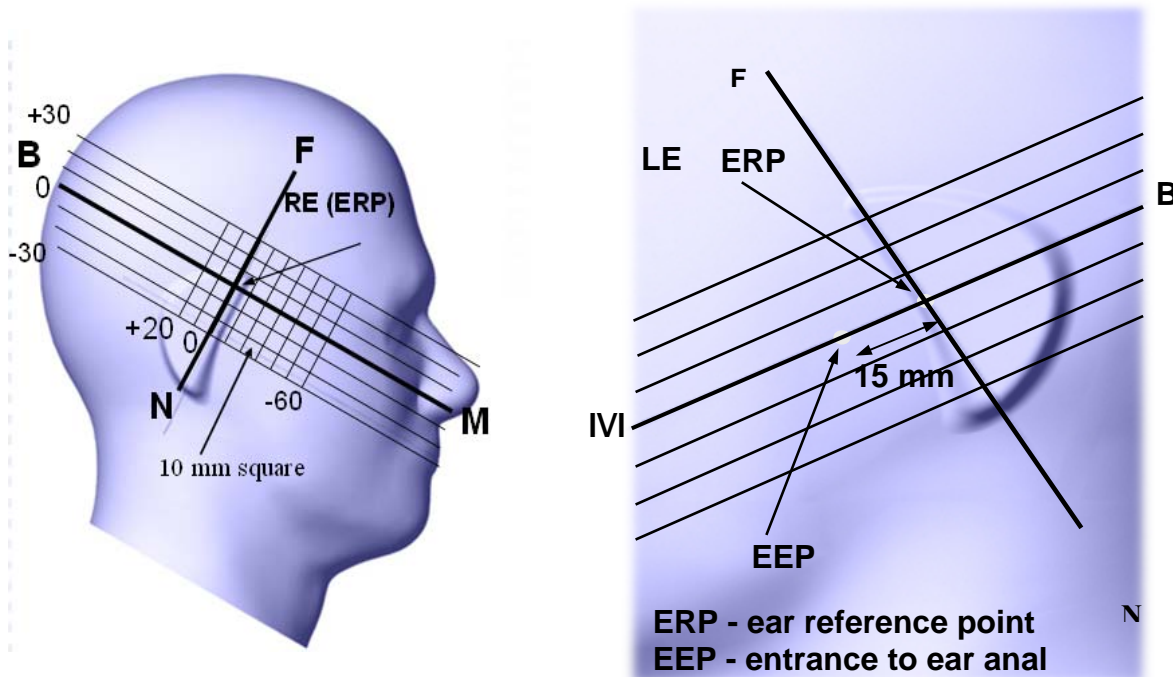 +30
B
0
-30
F
RE (ERP)
+20
0
N
-60
M
10 mm square
F
LE ERP
B
15 mm
IVI
EEP
N
ERP - ear reference point
EEP - entrance to ear anal